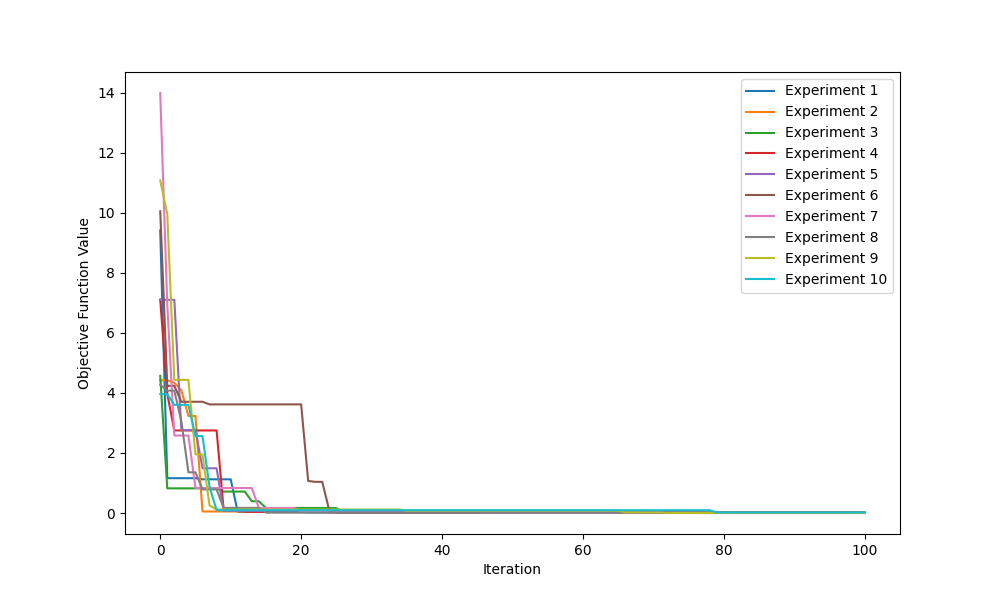 14
12
10
8
6
4
2
0
Objective Function Value
0 20 40 60 80 100
Iteration
Experiment 1
Experiment 2
Experiment 3
Experiment 4
Experiment 5
Experiment 6
Experiment 7
Experiment 8
Experiment 9
Experiment 10